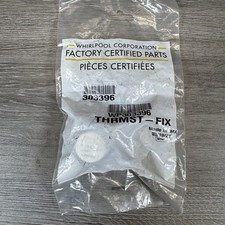 WHIRLPOOL CORPORATION
FACTORY CERTIFIED PARTS
PIÈCES CERTIFIÉES
303396
WP303396
THRMST-FIX